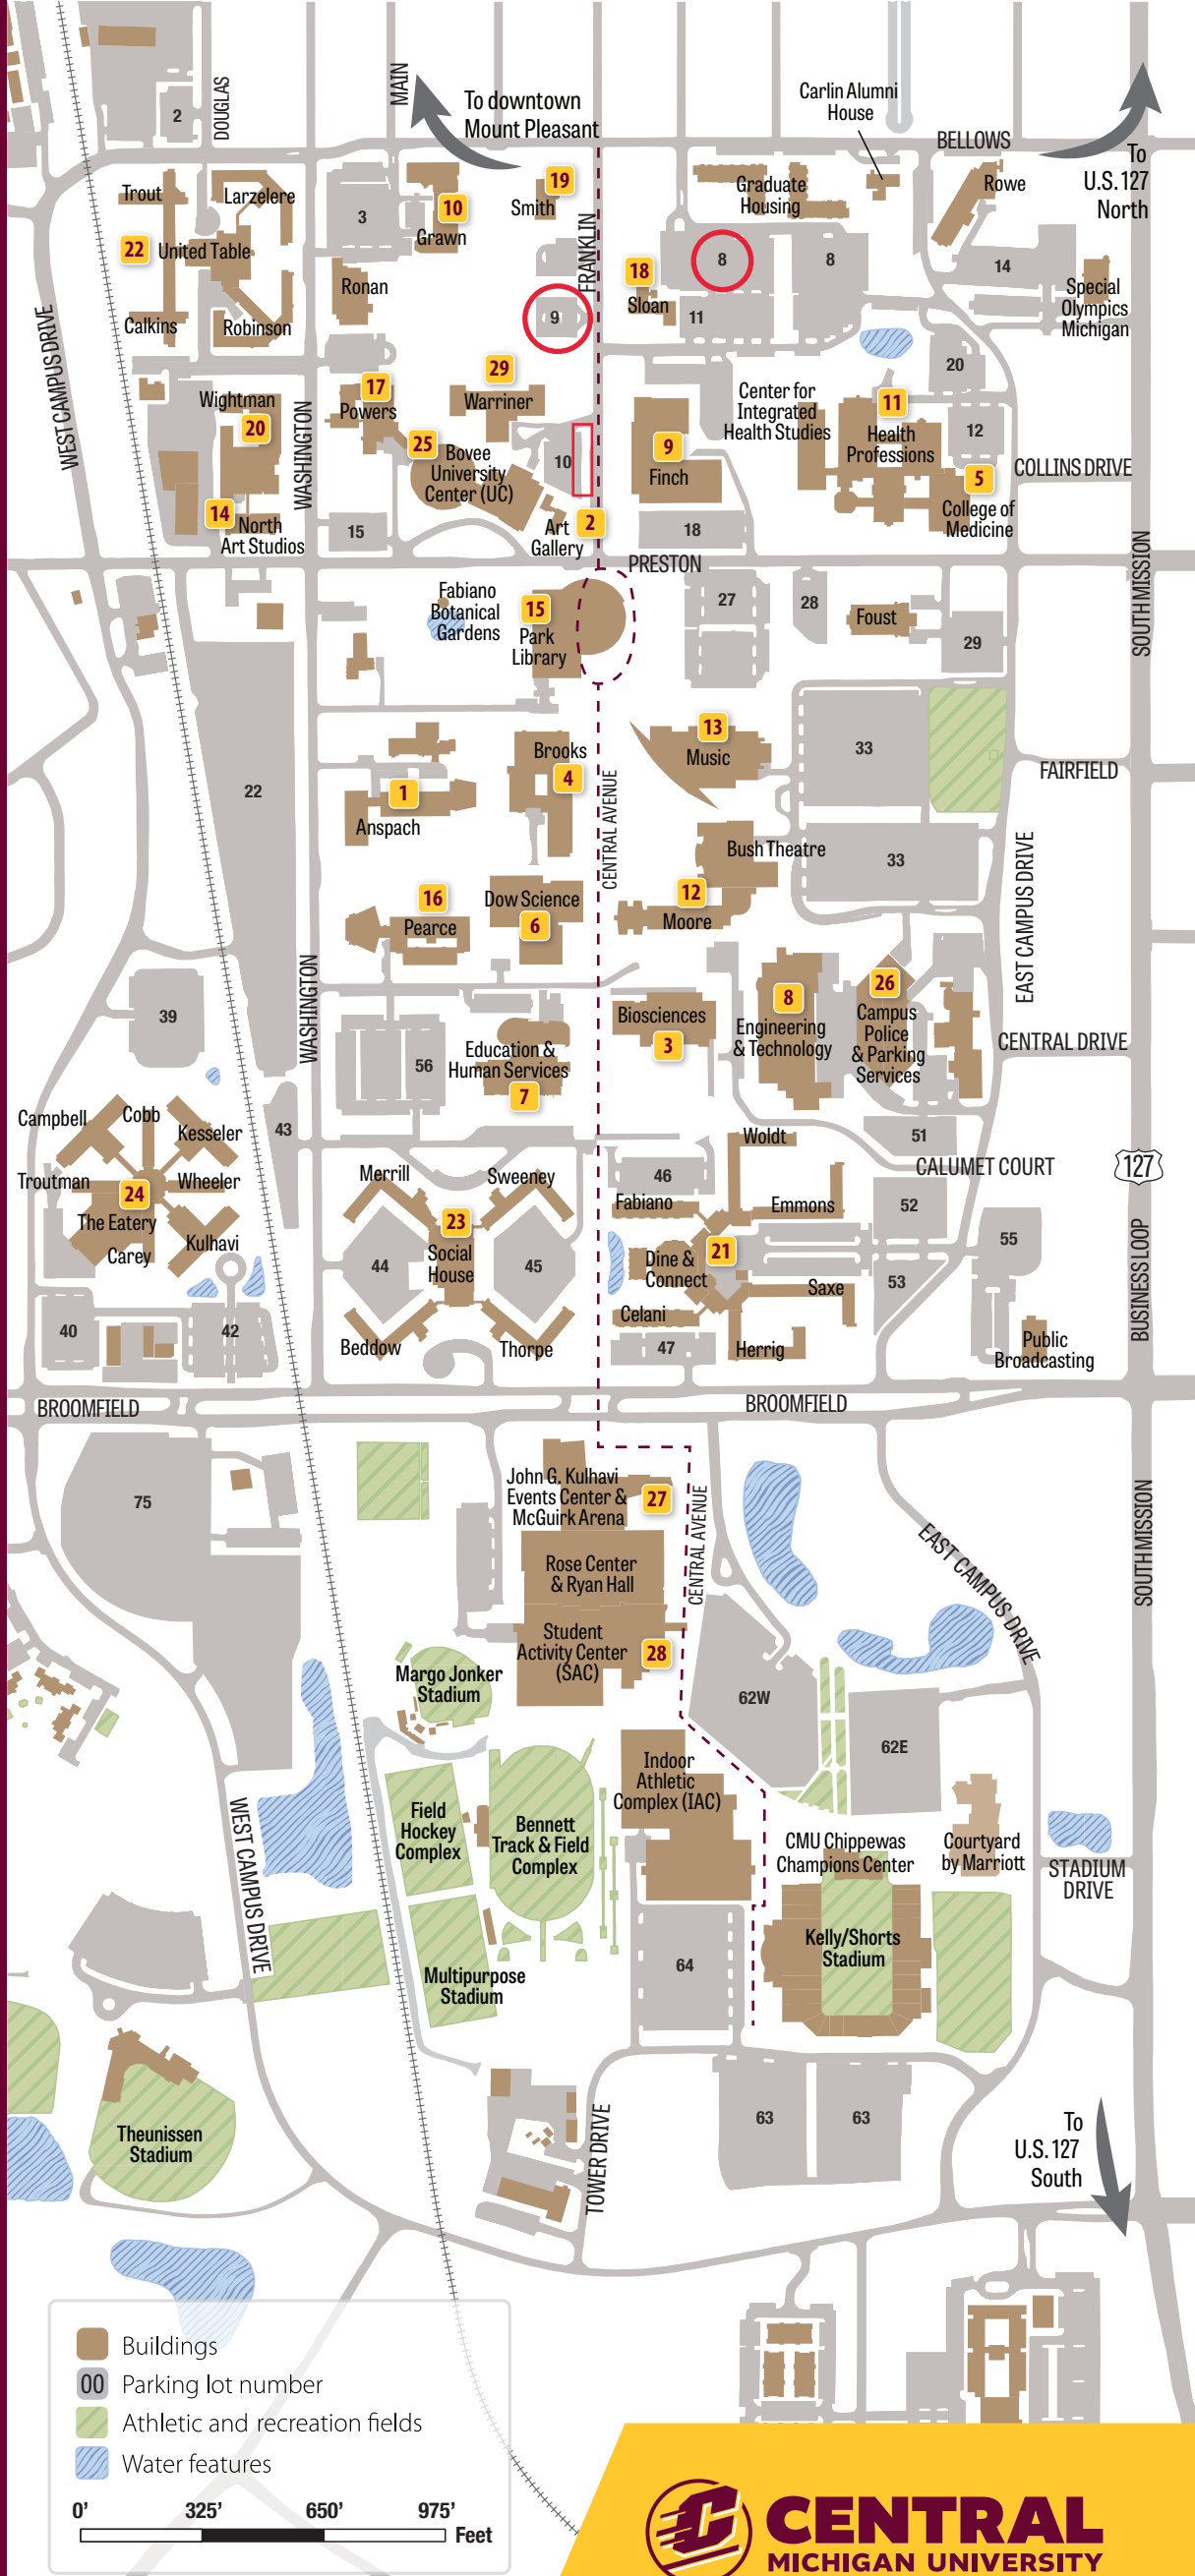 MAIN
To downtown
Mount Pleasant
Carlin Alumni
House
2
DOUGLAS
BELLOWS
To
U.S. 127
North
Trout
Larzelere
22
United Table
Calkins
Robinson
3
10
Grawn
19
Smith
Ronan
FRANKLIN
9
Graduate
Housing
Rowe
8
8
14
18
Sloan
11
Special
Olympics
Michigan
WEST CAMPUS DRIVE
20
29
Warriner
17
Powers
Wightman
20
WASHINGTON
25
Bovee
University
Center (UC)
10
9
Finch
Center for
Integrated
Health Studies
11
Health
Professions
12
COLLINS DRIVE
5
College of
Medicine
14
North
Art Studios
15
Art
Gallery
2
18
PRESTON
SOUTH MISSION
Fabiano
Botanical
Gardens
15
Park
Library
27
28
Foust
29
22
13
Music
33
FAIRFIELD
Brooks
4
1
Anspach
CENTRAL AVENUE
Bush Theatre
33
EAST CAMPUS DRIVE
16
Pearce
Dow Science
6
12
Moore
39
WASHINGTON
56
Education &
Human Services
7
Biosciences
3
8
Engineering
& Technology
26
Campus
Police
& Parking
Services
CENTRAL DRIVE
Campbell
Cobb
Kesseler
43
Troutman
24
Wheeler
The Eatery
Carey
Kulhavi
Merrill
Sweeney
23
Social
House
44
45
Beddow
Thorpe
46
Woldt
51
CALUMET COURT
127
Fabiano
Emmons
52
21
Dine &
Connect
Saxe
53
55
Celani
47
Herrig
Public
Broadcasting
BUSINESS LOOP
40
42
BROOMFIELD
BROOMFIELD
75
John G. Kulhavi
Events Center &
McGuirk Arena
27
CENTRAL AVENUE
Rose Center
& Ryan Hall
Student
Activity Center
(SAC)
28
EAST CAMPUS DRIVE
SOUTH MISSION
Margo Jonker
Stadium
62W
62E
Indoor
Athletic
Complex (IAC)
Field
Hockey
Complex
Bennett
Track & Field
Complex
CMU Chippewas
Champions Center
Courtyard
by Marriott
STADIUM
DRIVE
WEST CAMPUS DRIVE
Kelly/Shorts
Stadium
Multipurpose
Stadium
64
Theunissen
Stadium
63
63
TOWER DRIVE
To
U.S. 127
South
Buildings
00 Parking lot number
Athletic and recreation fields
Water features
0' 325' 650' 975'
Feet
CENTRAL
MICHIGAN UNIVERSITY